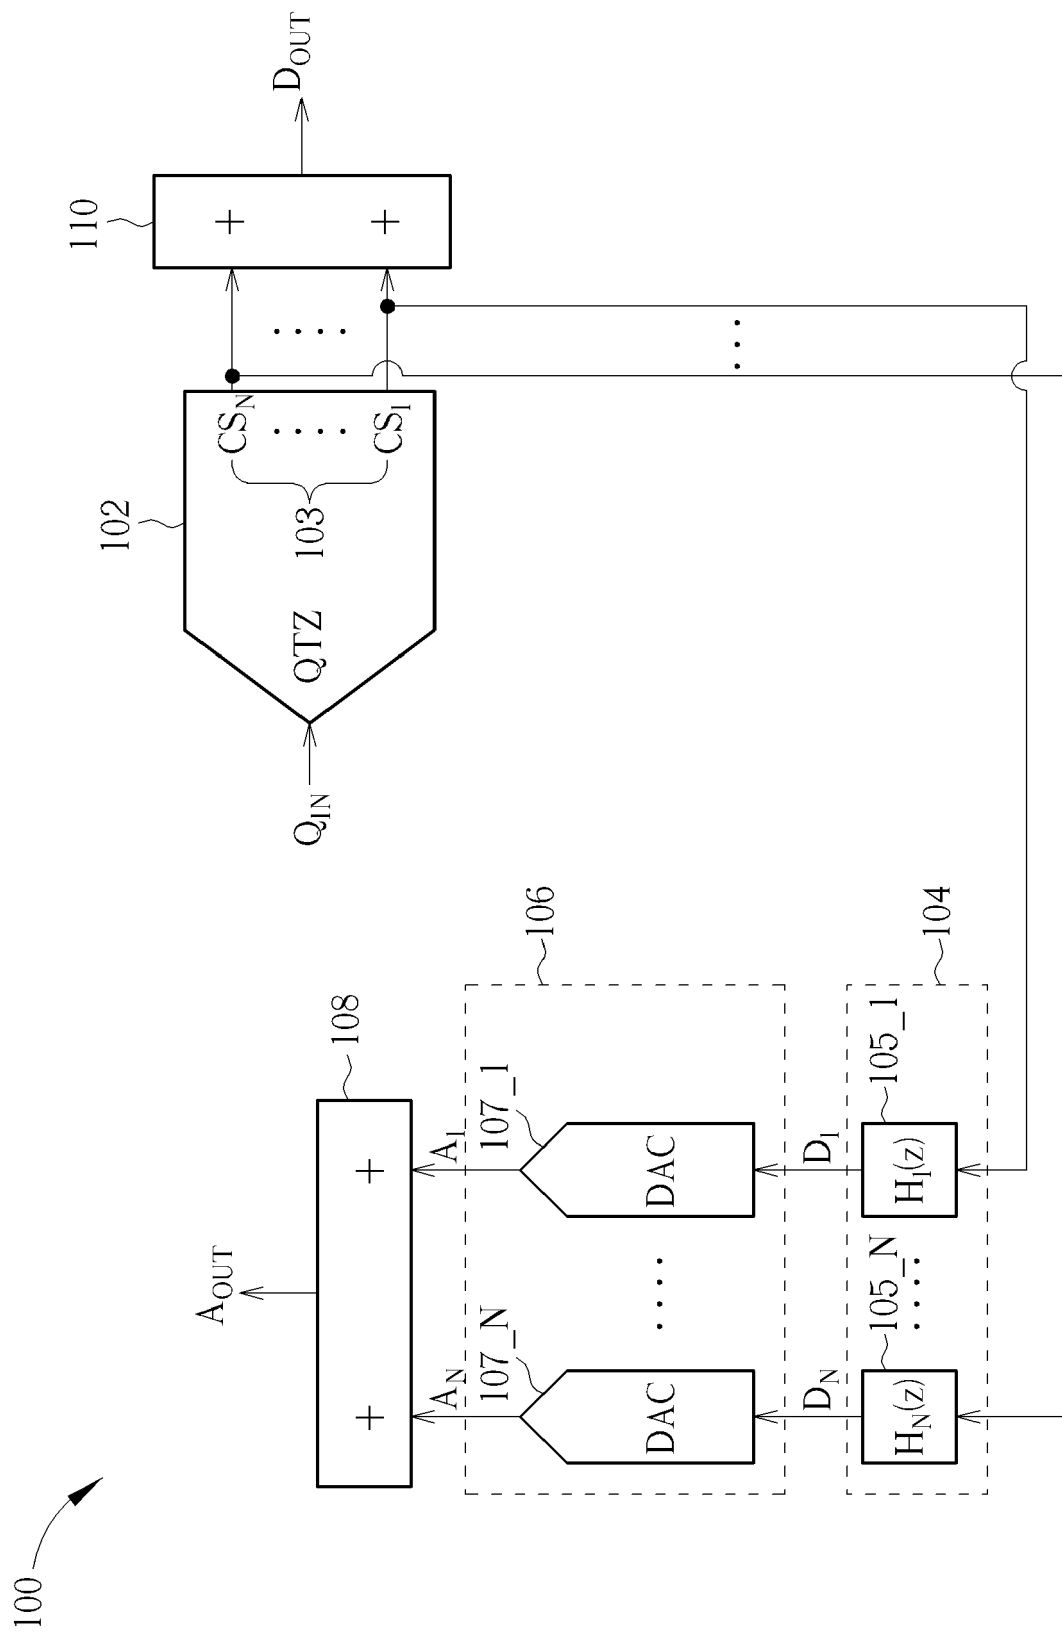 100
A_OUT
108
+
+
A_N
A_1
107_N
107_1
106
DAC
....
DAC
D_N
D_1
105_N
105_1
104
H_N(z)
....
H_1(z)
Q_IN
QTZ
102
103
CS_N
....
CS_1
....
...
110
+
+
D_OUT